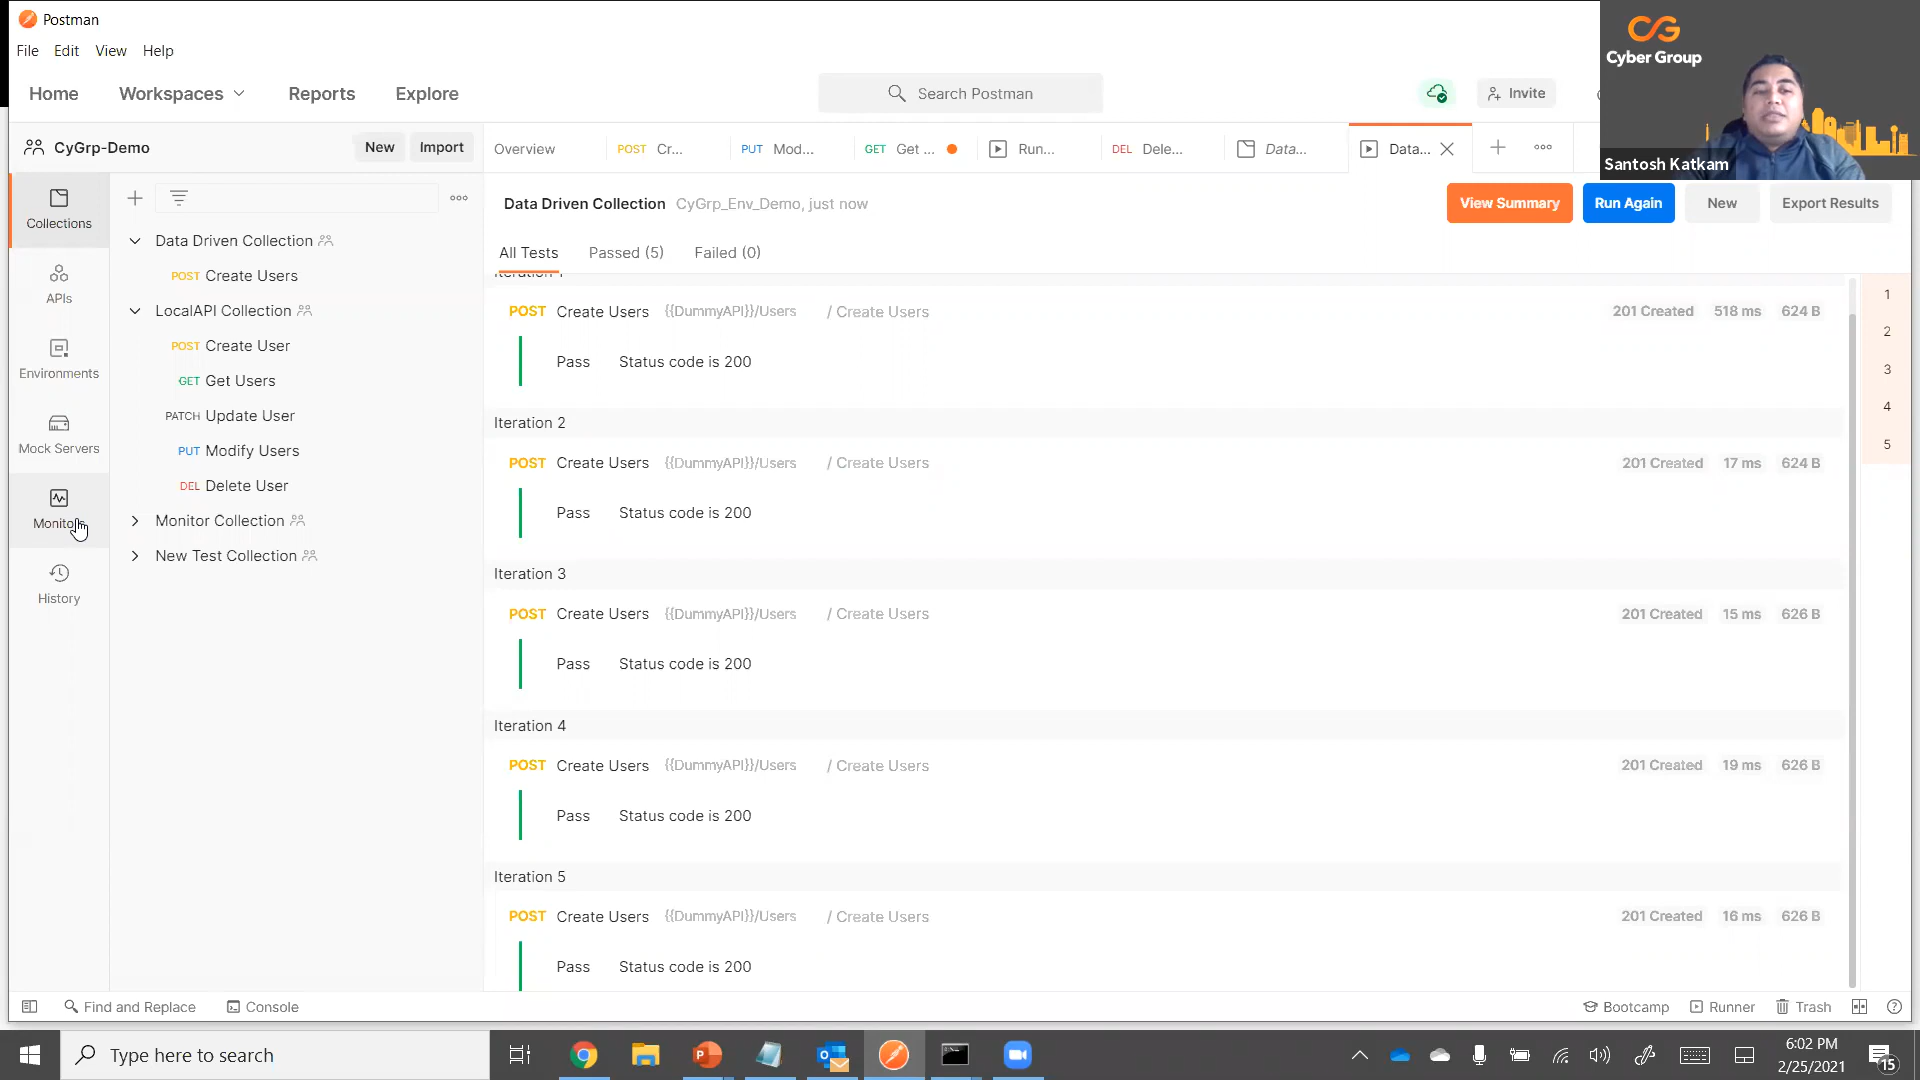 Postman
File Edit View Help
Cyber Group
Santosh Katkam
Home Workspaces Reports Explore
Search Postman
Invite
CyGrp-Demo New Import
Overview POST Cr... PUT Mod... GET Get ... Run... DEL Dele... Data... Data...
Collections
APIs
Environments
Mock Servers
History
Data Driven Collection
POST Create Users
LocalAPI Collection
POST Create User
GET Get Users
PATCH Update User
PUT Modify Users
DEL Delete User
Monitor Collection
New Test Collection
Data Driven Collection CyGrp_Env_Demo, just now
View Summary Run Again New Export Results
All Tests Passed (5) Failed (0)
POST Create Users {{DummyAPI}}/Users / Create Users 201 Created 518 ms 624 B
Pass Status code is 200
Iteration 2
POST Create Users {{DummyAPI}}/Users / Create Users 201 Created 17 ms 624 B
Pass Status code is 200
Iteration 3
POST Create Users {{DummyAPI}}/Users / Create Users 201 Created 15 ms 626 B
Pass Status code is 200
Iteration 4
POST Create Users {{DummyAPI}}/Users / Create Users 201 Created 19 ms 626 B
Pass Status code is 200
Iteration 5
POST Create Users {{DummyAPI}}/Users / Create Users 201 Created 16 ms 626 B
Pass Status code is 200
1
2
3
4
5
Find and Replace Console
Bootcamp Runner Trash
Type here to search
6:02 PM
2/25/2021
15